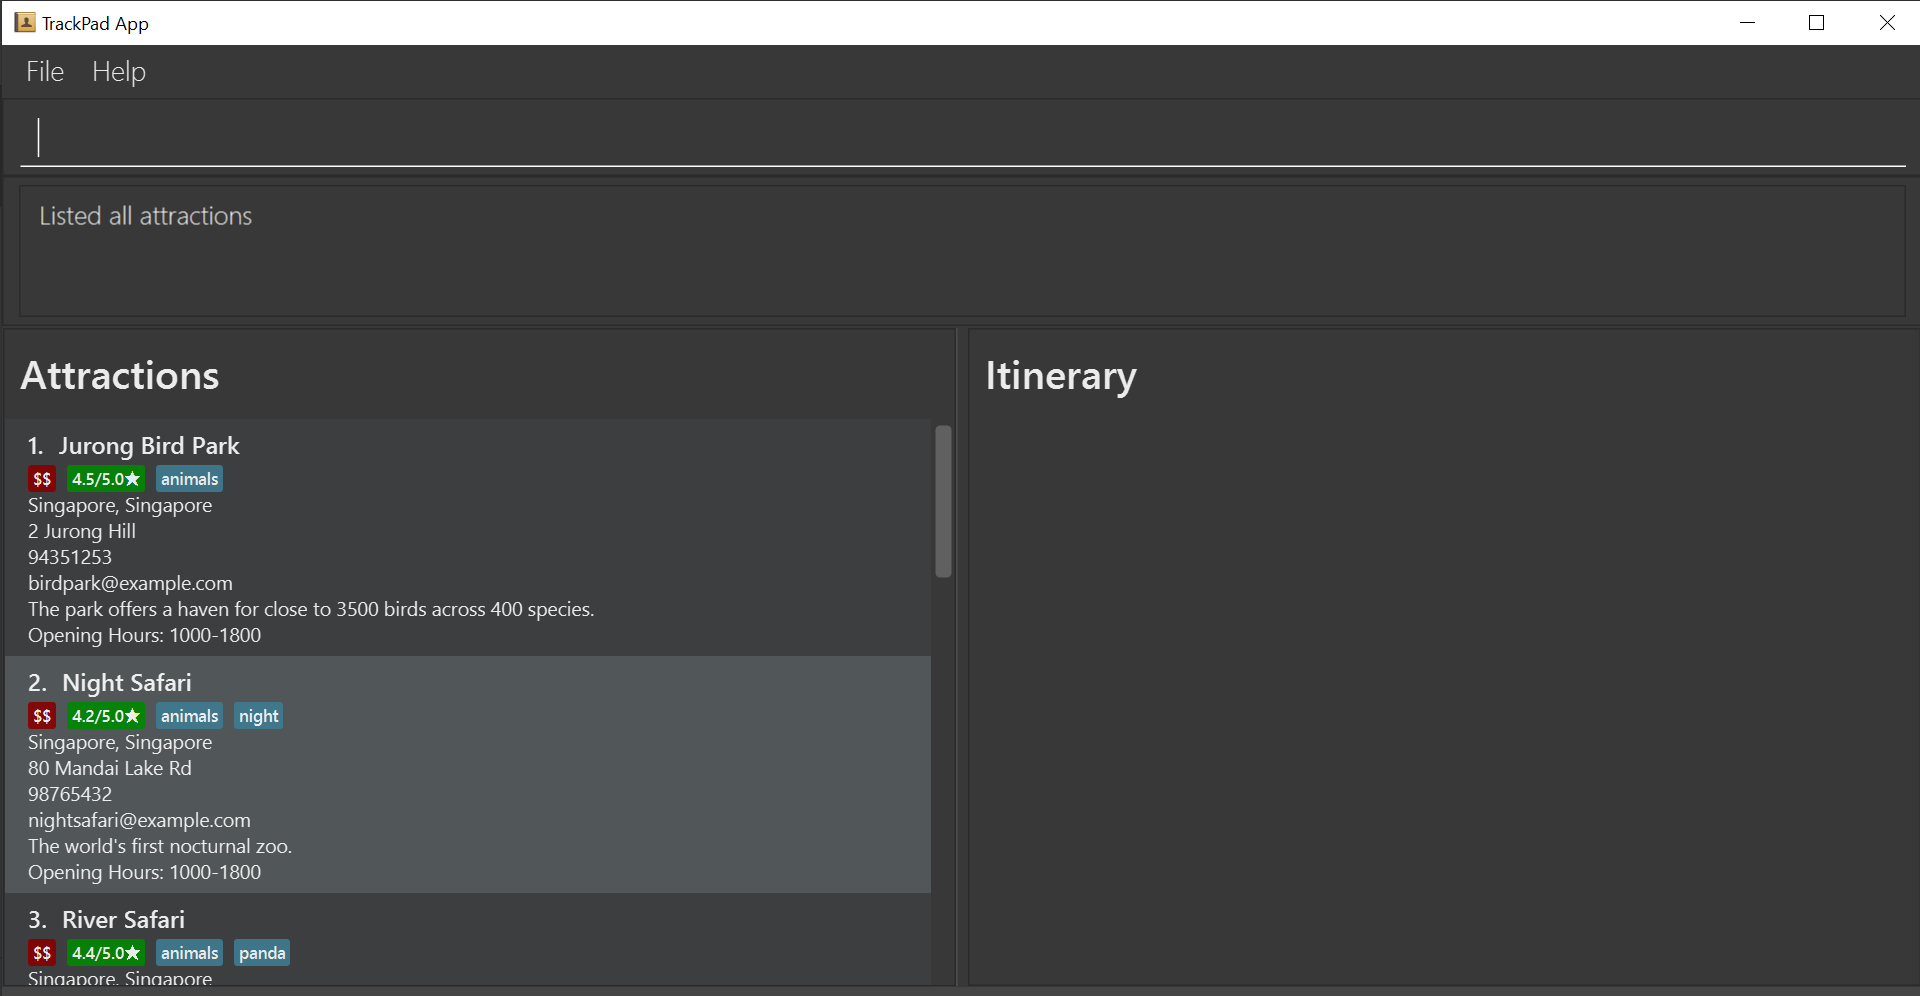 TrackPad App
File Help
Listed all attractions
Attractions
1. Jurong Bird Park
$$ 4.5/5.0★ animals
Singapore, Singapore
2 Jurong Hill
94351253
birdpark@example.com
The park offers a haven for close to 3500 birds across 400 species.
Opening Hours: 1000-1800
2. Night Safari
$$ 4.2/5.0★ animals night
Singapore, Singapore
80 Mandai Lake Rd
98765432
nightsafari@example.com
The world's first nocturnal zoo.
Opening Hours: 1000-1800
3. River Safari
$$ 4.4/5.0★ animals panda
Singapore, Singapore
Itinerary